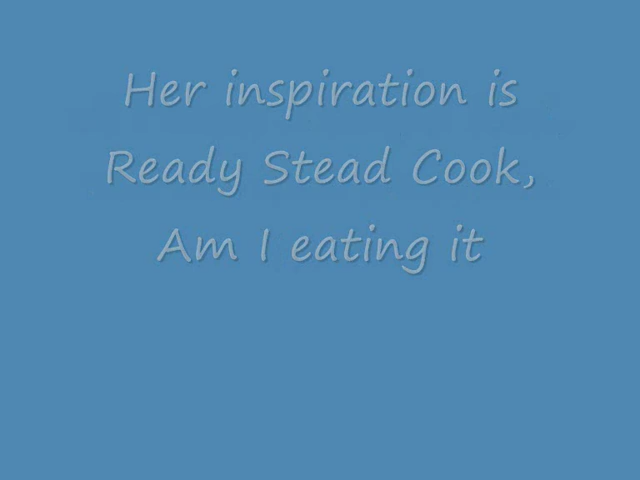 Her inspiration is
Ready Stead Cook,
Am I eating it